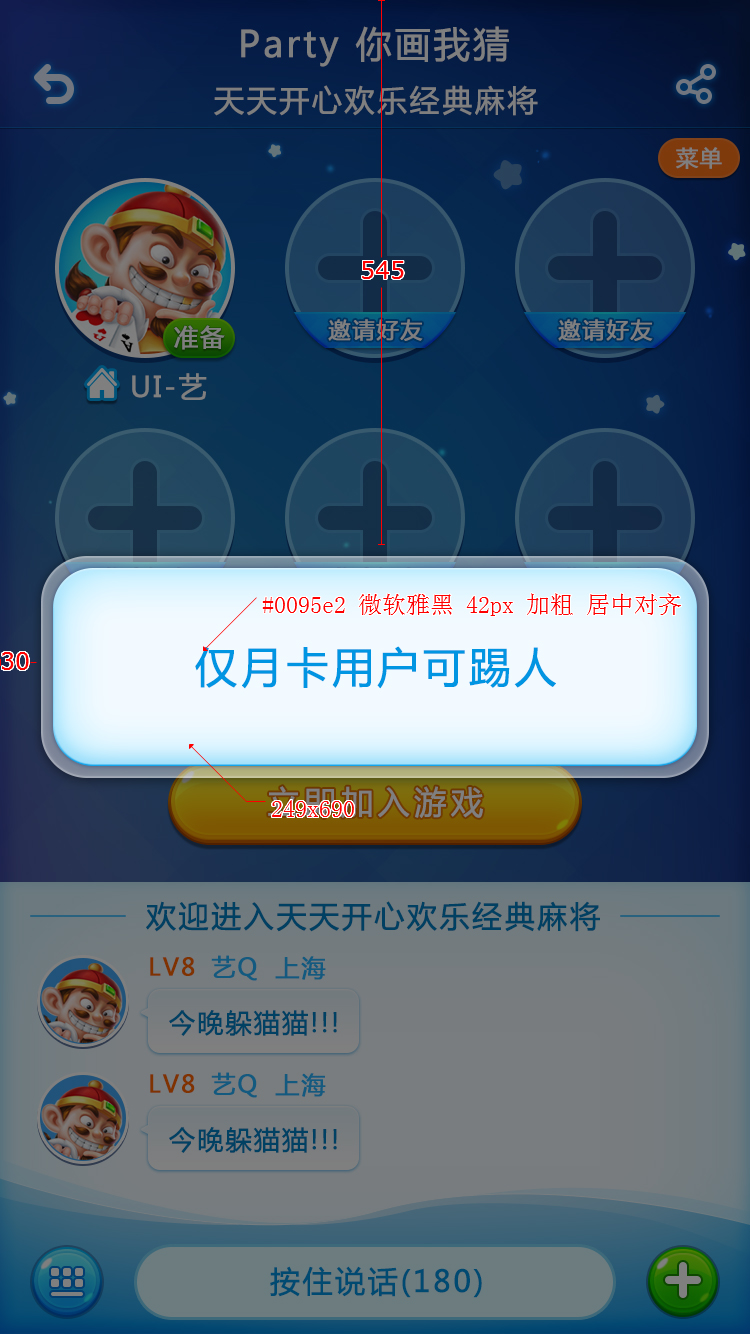 Party 你画我猜
天天开心欢乐经典麻将
菜单
545
邀请好友
邀请好友
准备
UI-艺
#0095e2 微软雅黑 42px 加粗 居中对齐
30
仅月卡用户可踢人
立即加入游戏
249x690
欢迎进入天天开心欢乐经典麻将
LV8 艺Q 上海
今晚躲猫猫!!!
LV8 艺Q 上海
今晚躲猫猫!!!
按住说话(180)